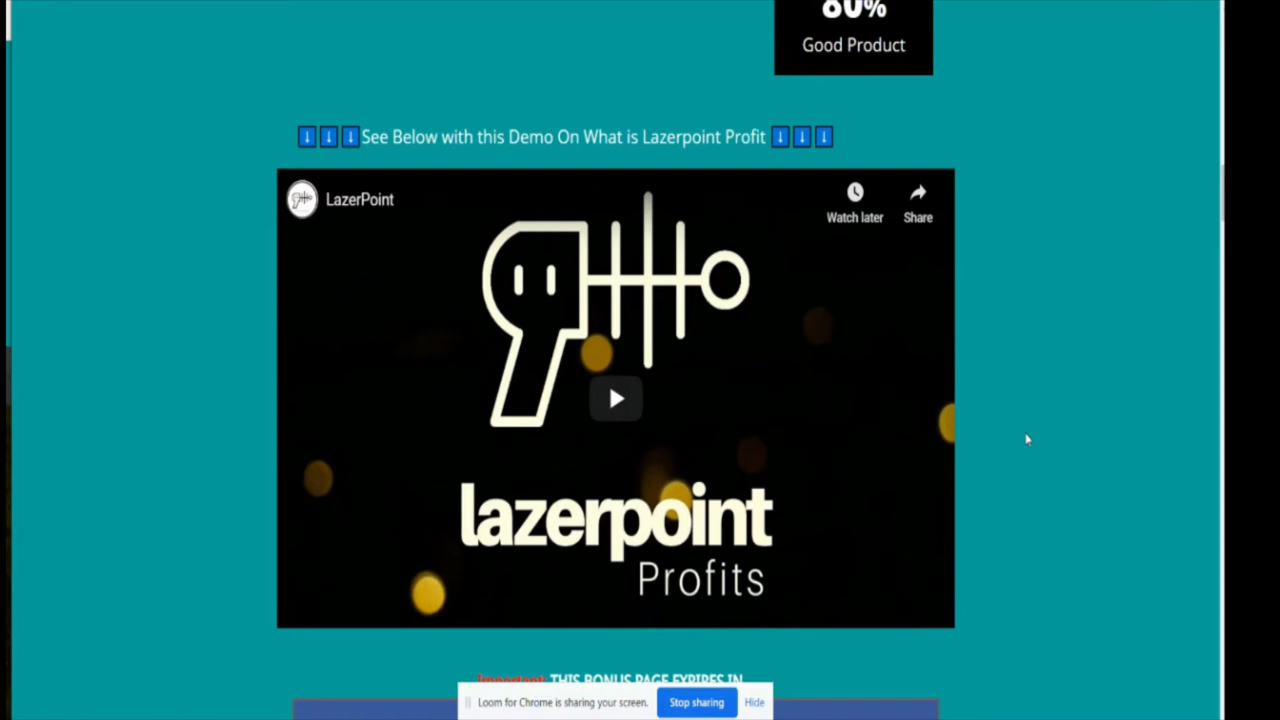 80%
Good Product
See Below with this Demo On What is Lazerpoint Profit
LazerPoint
Watch later
Share
lazerpoint
Profits
Important: THIS BONUS PAGE EXPIRES IN
Loom for Chrome is sharing your screen.
Stop sharing
Hide